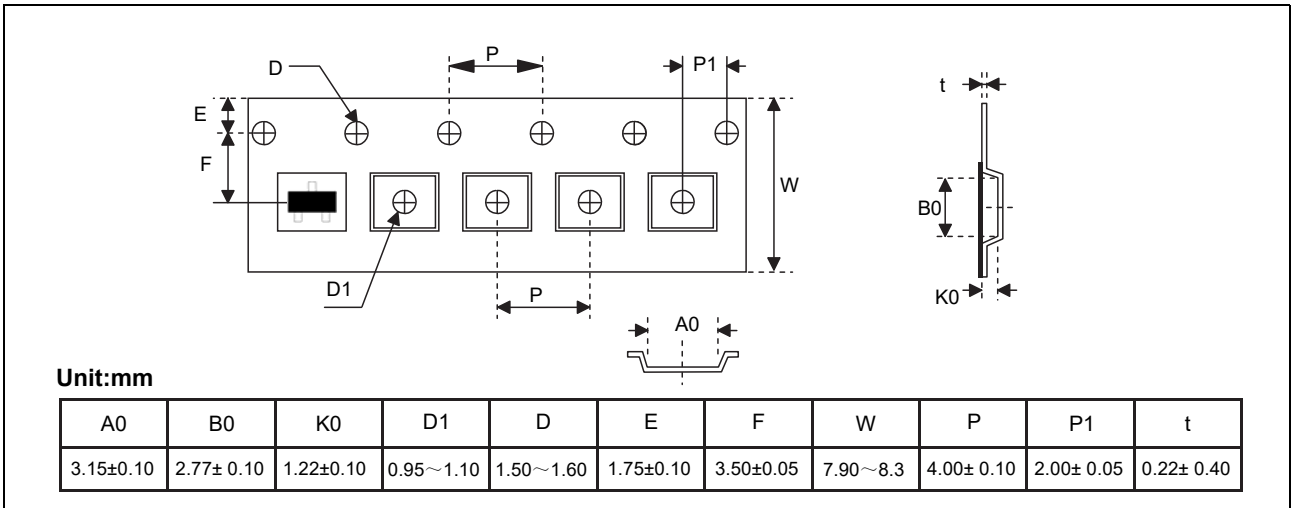 P
P1
D
t
E
F
W
B0
D1
P
K0
A0
Unit:mm
A0 B0 K0 D1 D E F W P P1 t
3.15±0.10 2.77± 0.10 1.22±0.10 0.95～1.10 1.50～1.60 1.75±0.10 3.50±0.05 7.90～8.3 4.00± 0.10 2.00± 0.05 0.22± 0.40